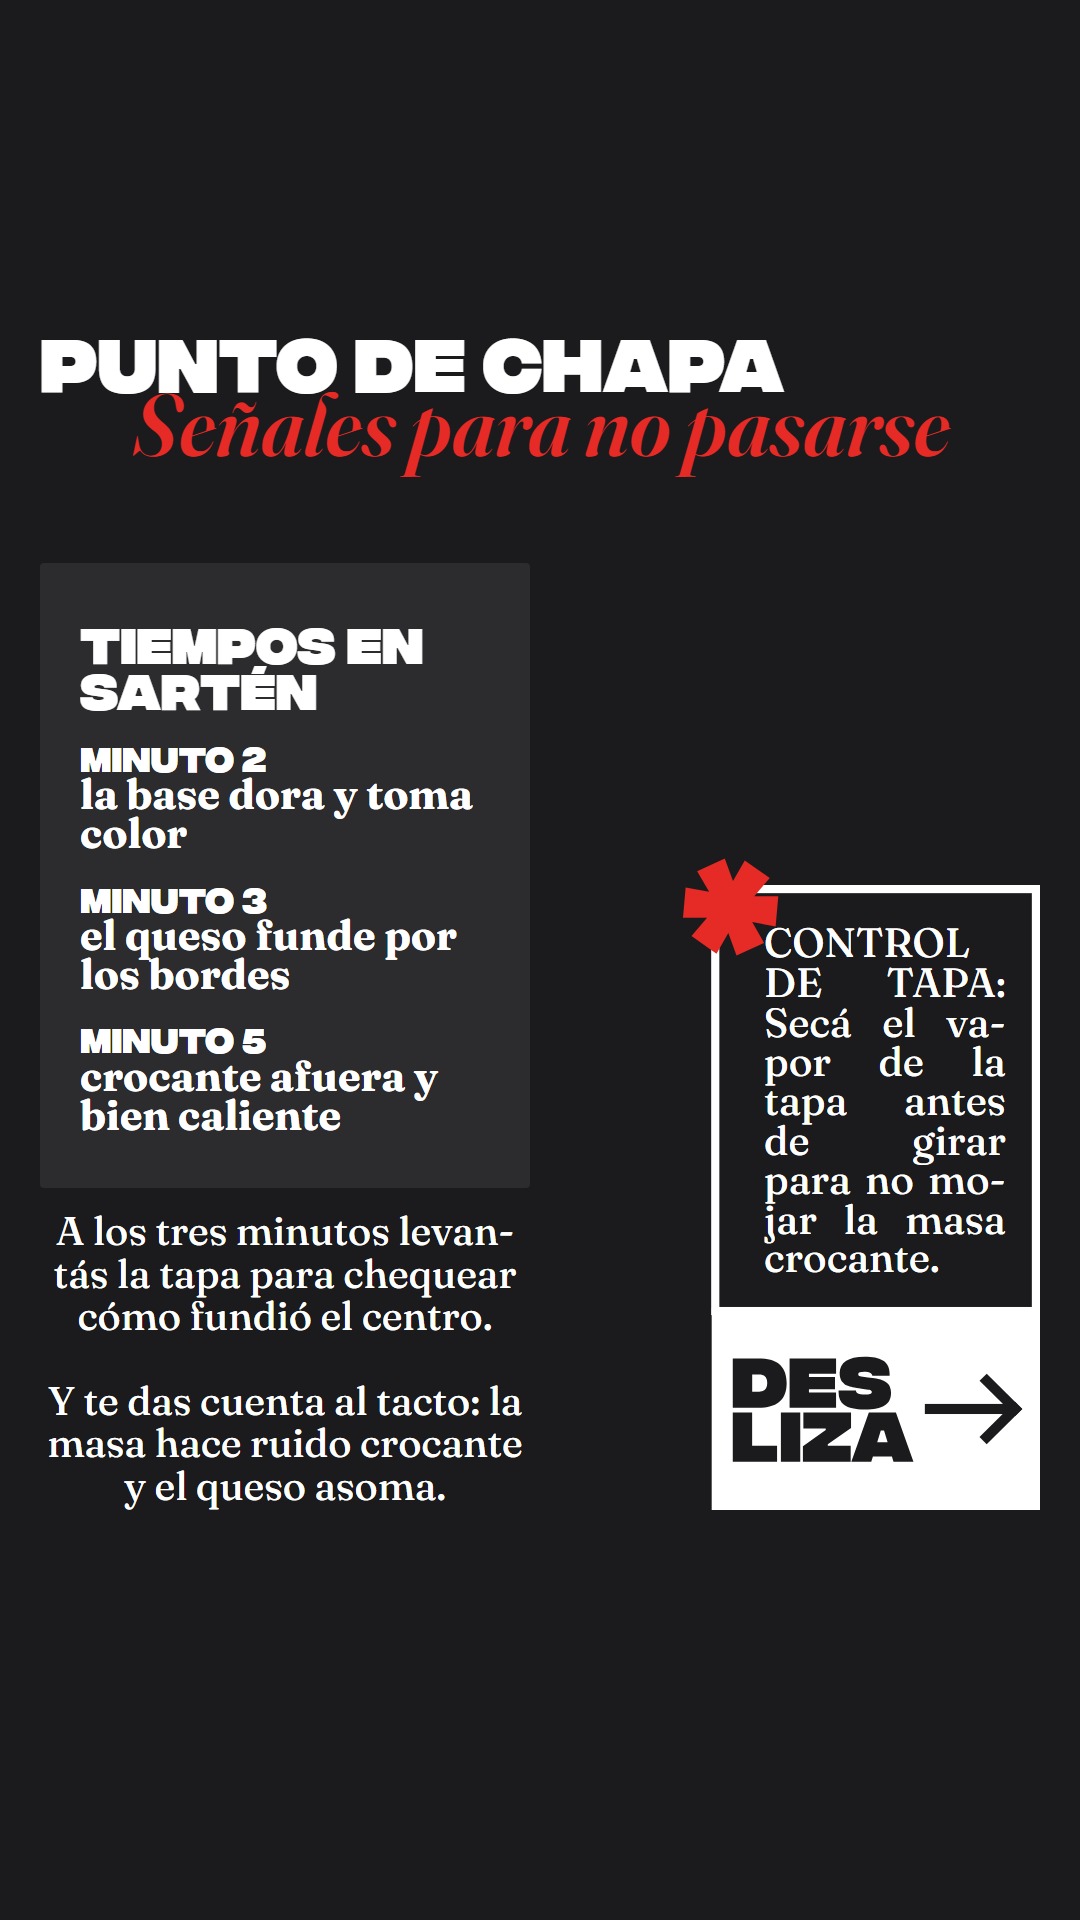 PUNTO DE CHAPA
Señales para no pasarse
TIEMPOS EN
SARTÉN
MINUTO 2
la base dora y toma
color
MINUTO 3
el queso funde por
los bordes
MINUTO 5
crocante afuera y
bien caliente
A los tres minutos levan-
tás la tapa para chequear
cómo fundió el centro.
Y te das cuenta al tacto: la
masa hace ruido crocante
y el queso asoma.
CONTROL
DE TAPA:
Secá el va-
por de la
tapa antes
de girar
para no mo-
jar la masa
crocante.
DES
LIZA